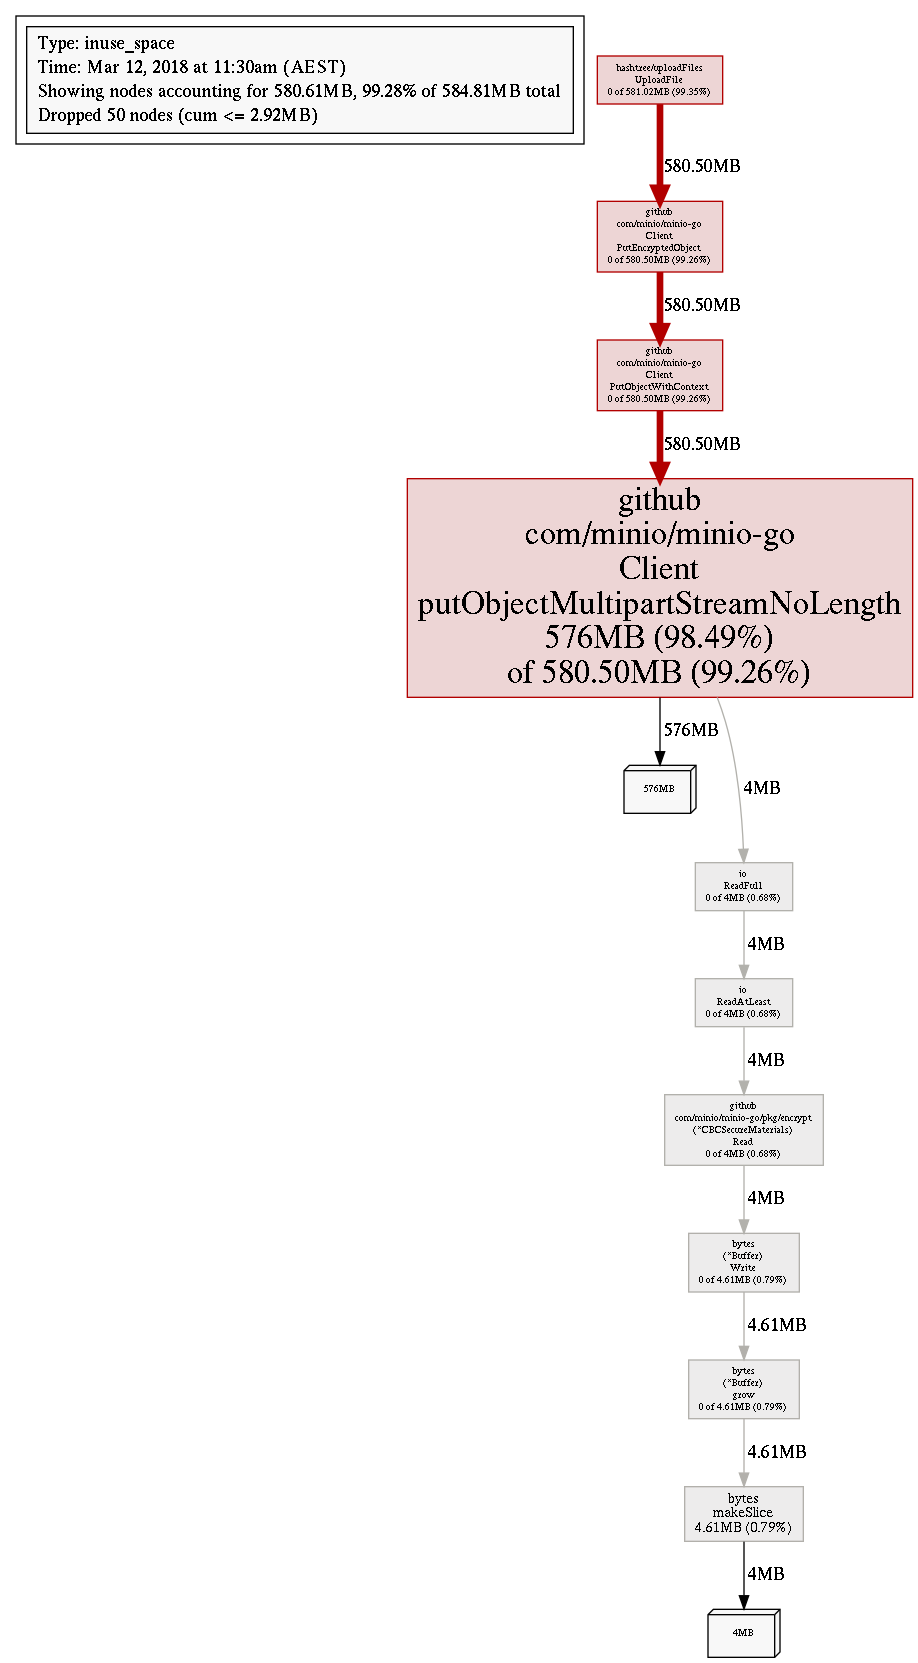 Type: inuse_space
Time: Mar 12, 2018 at 11:30am (AEST)
Showing nodes accounting for 580.61MB, 99.28% of 584.81MB total
Dropped 50 nodes (cum <= 2.92MB)
hashtree/uploadFiles
UploadFile
0 of 581.02MB (99.35%)
580.50MB
github
com/minio/minio-go
Client
PutEncryptedObject
0 of 580.50MB (99.26%)
580.50MB
github
com/minio/minio-go
Client
PutObjectWithContext
0 of 580.50MB (99.26%)
580.50MB
github
com/minio/minio-go
Client
putObjectMultipartStreamNoLength
576MB (98.49%)
of 580.50MB (99.26%)
576MB
576MB
4MB
io
ReadFull
0 of 4MB (0.68%)
4MB
io
ReadAtLeast
0 of 4MB (0.68%)
4MB
github
com/minio/minio-go/pkg/encrypt
(*CBCSecureMaterials)
Read
0 of 4MB (0.68%)
4MB
bytes
(*Buffer)
Write
0 of 4.61MB (0.79%)
4.61MB
bytes
(*Buffer)
grow
0 of 4.61MB (0.79%)
4.61MB
bytes
makeSlice
4.61MB (0.79%)
4MB
4MB